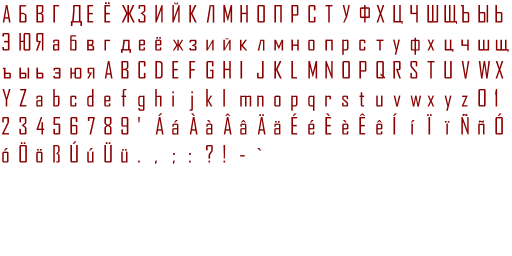 А Б В Г Д Е Ё Ж З И Й К Л М Н О П Р С Т У Ф Х Ц Ч Ш Щ Ъ Ы Ь
Э Ю Я а б в г д е ё ж з и й к л м н о п р с т у ф х ц ч ш щ
ъ ы ь э ю я A B C D E F G H I J K L M N O P Q R S T U V W X
Y Z a b c d e f g h i j k l m n o p q r s t u v w x y z 0 1
2 3 4 5 6 7 8 9 ' Á á À à Â â Ä ä É é È è Ê ê Í í Ï ï Ñ ñ Ó
ó Ö ö ß Ú ú Ü ü . , ; : ? ! - `